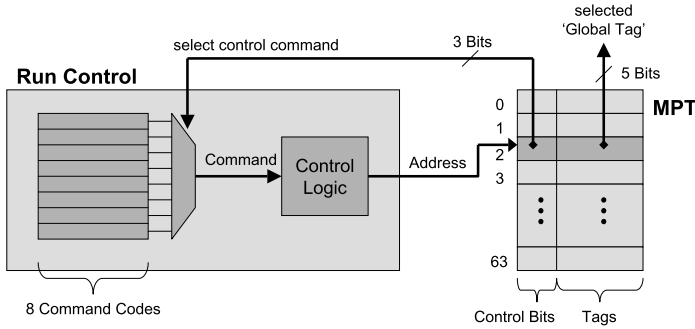 selected
‘Global Tag’
select control command
3 Bits
5 Bits
Run Control
MPT
0
1
2
3
63
Command
Control
Logic
Address
8 Command Codes
Control Bits
Tags